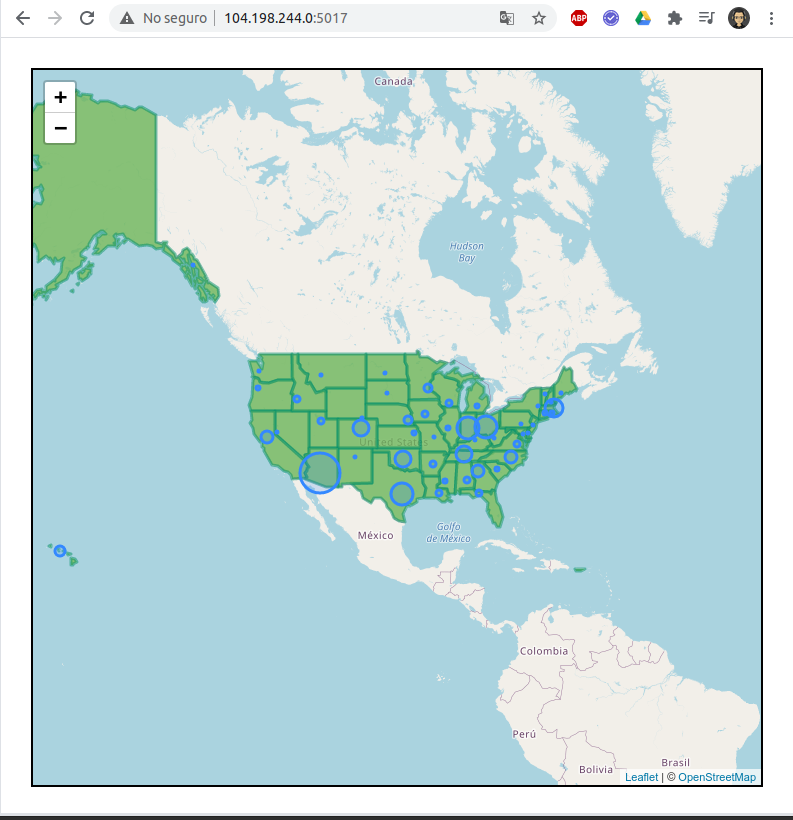 No seguro
104.198.244.0:5017
ABP
+
−
Canada
Hudson
Bay
United States
México
Golfo
de México
Colombia
Perú
Brasil
Bolivia
Leaflet | © OpenStreetMap